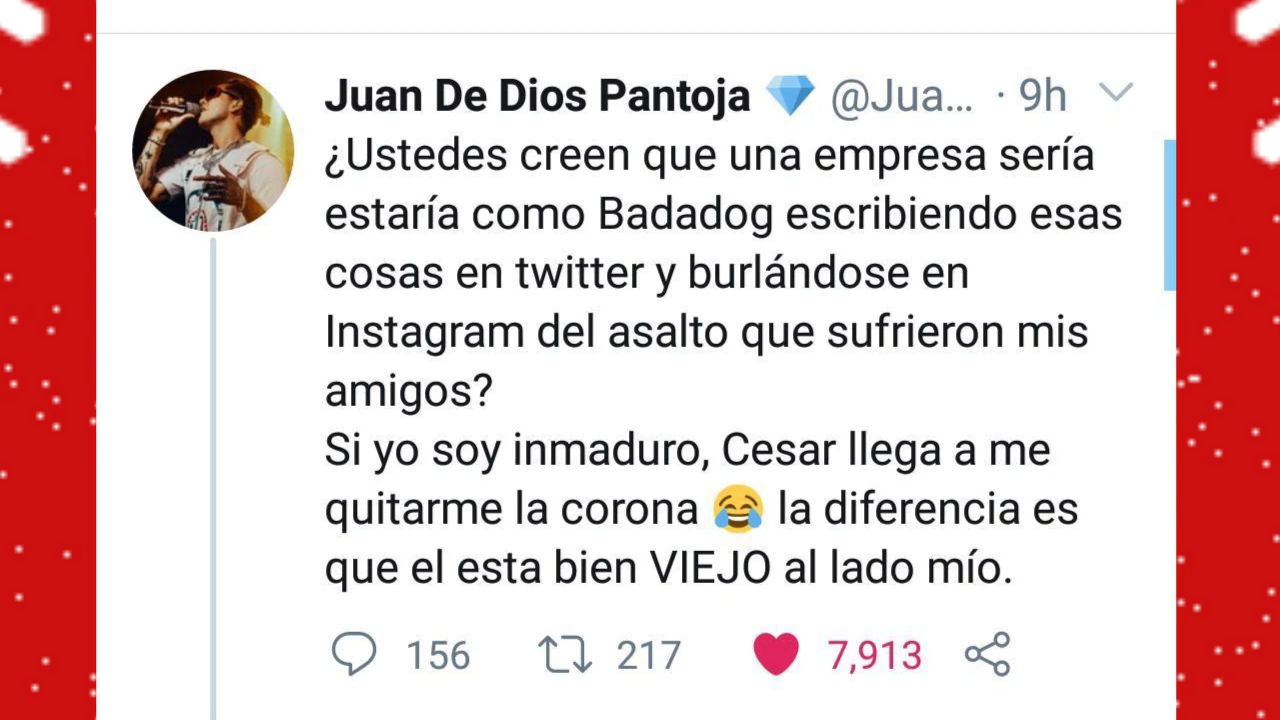 Juan De Dios Pantoja 💎 @Jua... · 9h
¿Ustedes creen que una empresa sería
estaría como Badadog escribiendo esas
cosas en twitter y burlándose en
Instagram del asalto que sufrieron mis
amigos?
Si yo soy inmaduro, Cesar llega a me
quitarme la corona 😂 la diferencia es
que el esta bien VIEJO al lado mío.
156 217 7,913